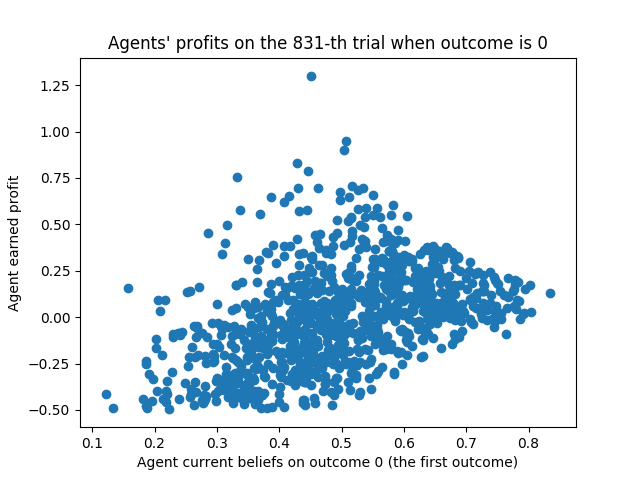 Agents' profits on the 831-th trial when outcome is 0
1.25
1.00
0.75
0.50
0.25
0.00
−0.25
−0.50
Agent earned profit
0.1 0.2 0.3 0.4 0.5 0.6 0.7 0.8
Agent current beliefs on outcome 0 (the first outcome)